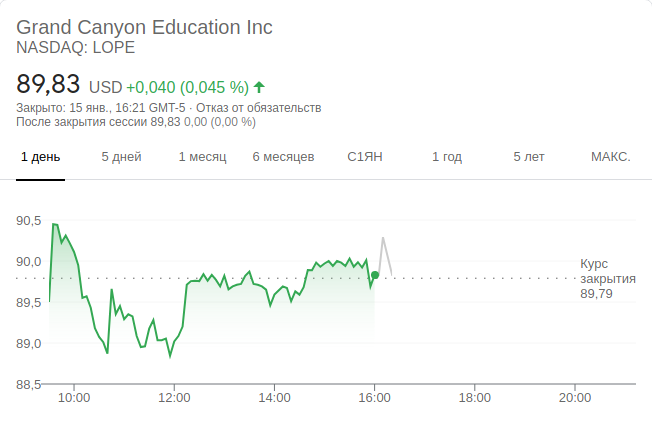 Grand Canyon Education Inc
NASDAQ: LOPE
89,83 USD +0,040 (0,045 %)
Закрыто: 15 янв., 16:21 GMT-5 · Отказ от обязательств
После закрытия сессии 89,83 0,00 (0,00 %)
1 день 5 дней 1 месяц 6 месяцев С1ЯН 1 год 5 лет МАКС.
90,5
90,0
89,5
89,0
88,5
Курс
закрытия
89,79
10:00 12:00 14:00 16:00 18:00 20:00